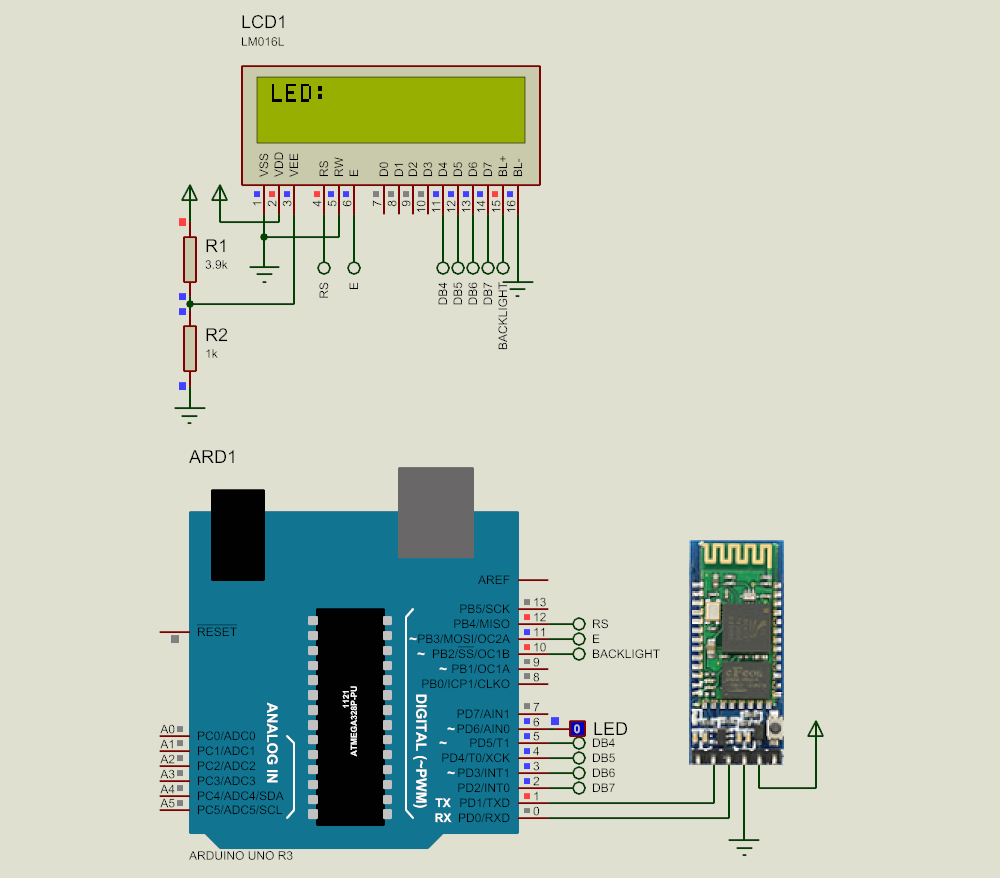 LCD1
LM016L
LED:
VSS
VDD
VEE
RS
RW
E
D0
D1
D2
D3
D4
D5
D6
D7
BL+
BL-
1
2
3
4
5
6
7
8
9
10
11
12
13
14
15
16
R1
3.9k
RS
E
DB4
DB5
DB6
DB7
BACKLIGHT
R2
1k
ARD1
ARDUINO UNO R3
RESET
AREF
PB5/SCK 13
PB4/MISO 12 RS
~PB3/MOSI/OC2A 11 E
~ PB2/SS/OC1B 10 BACKLIGHT
~ PB1/OC1A 9
PB0/ICP1/CLKO 8
1121
ATMEGA328P-PU
DIGITAL (~PWM)
ANALOG IN
PD7/AIN1 7
~ PD6/AIN0 6 0 LED
~ PD5/T1 5 DB4
PD4/T0/XCK 4 DB5
~ PD3/INT1 3 DB6
PD2/INT0 2 DB7
TX PD1/TXD 1
RX PD0/RXD 0
A0 PC0/ADC0
A1 PC1/ADC1
A2 PC2/ADC2
A3 PC3/ADC3
A4 PC4/ADC4/SDA
A5 PC5/ADC5/SCL